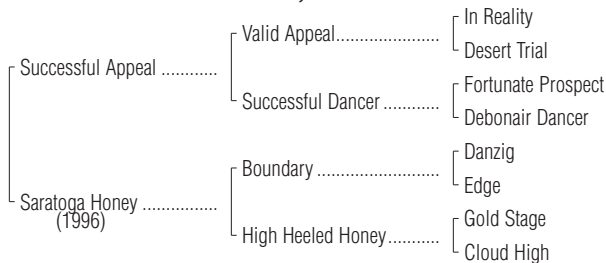 In Reality
Valid Appeal......................
Desert Trial
Successful Appeal ............
Fortunate Prospect
Successful Dancer ............
Debonair Dancer
Danzig
Boundary ........................
Edge
Saratoga Honey ................
(1996)
Gold Stage
High Heeled Honey...........
Cloud High